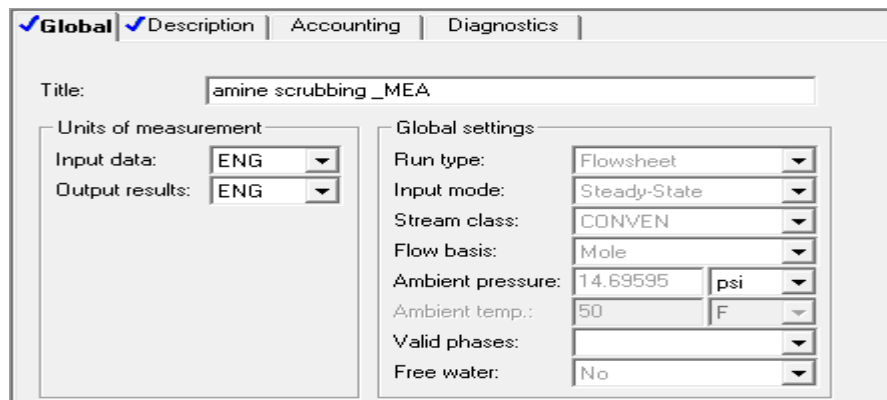 Global Description Accounting Diagnostics
Title: amine scrubbing _MEA
Units of measurement
Input data: ENG
Output results: ENG
Global settings
Run type: Flowsheet
Input mode: Steady-State
Stream class: CONVEN
Flow basis: Mole
Ambient pressure: 14.69595 psi
Ambient temp.: 50 F
Valid phases:
Free water: No